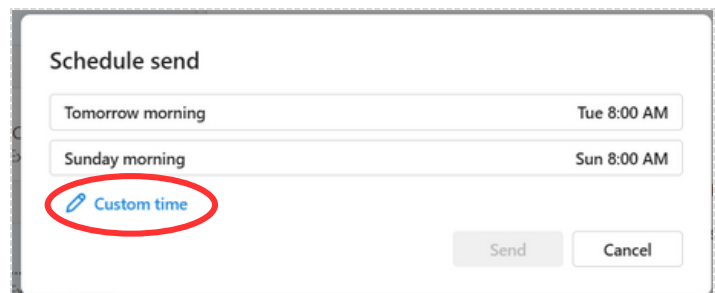 Schedule send
Tomorrow morning Tue 8:00 AM
Sunday morning Sun 8:00 AM
Custom time
Send Cancel